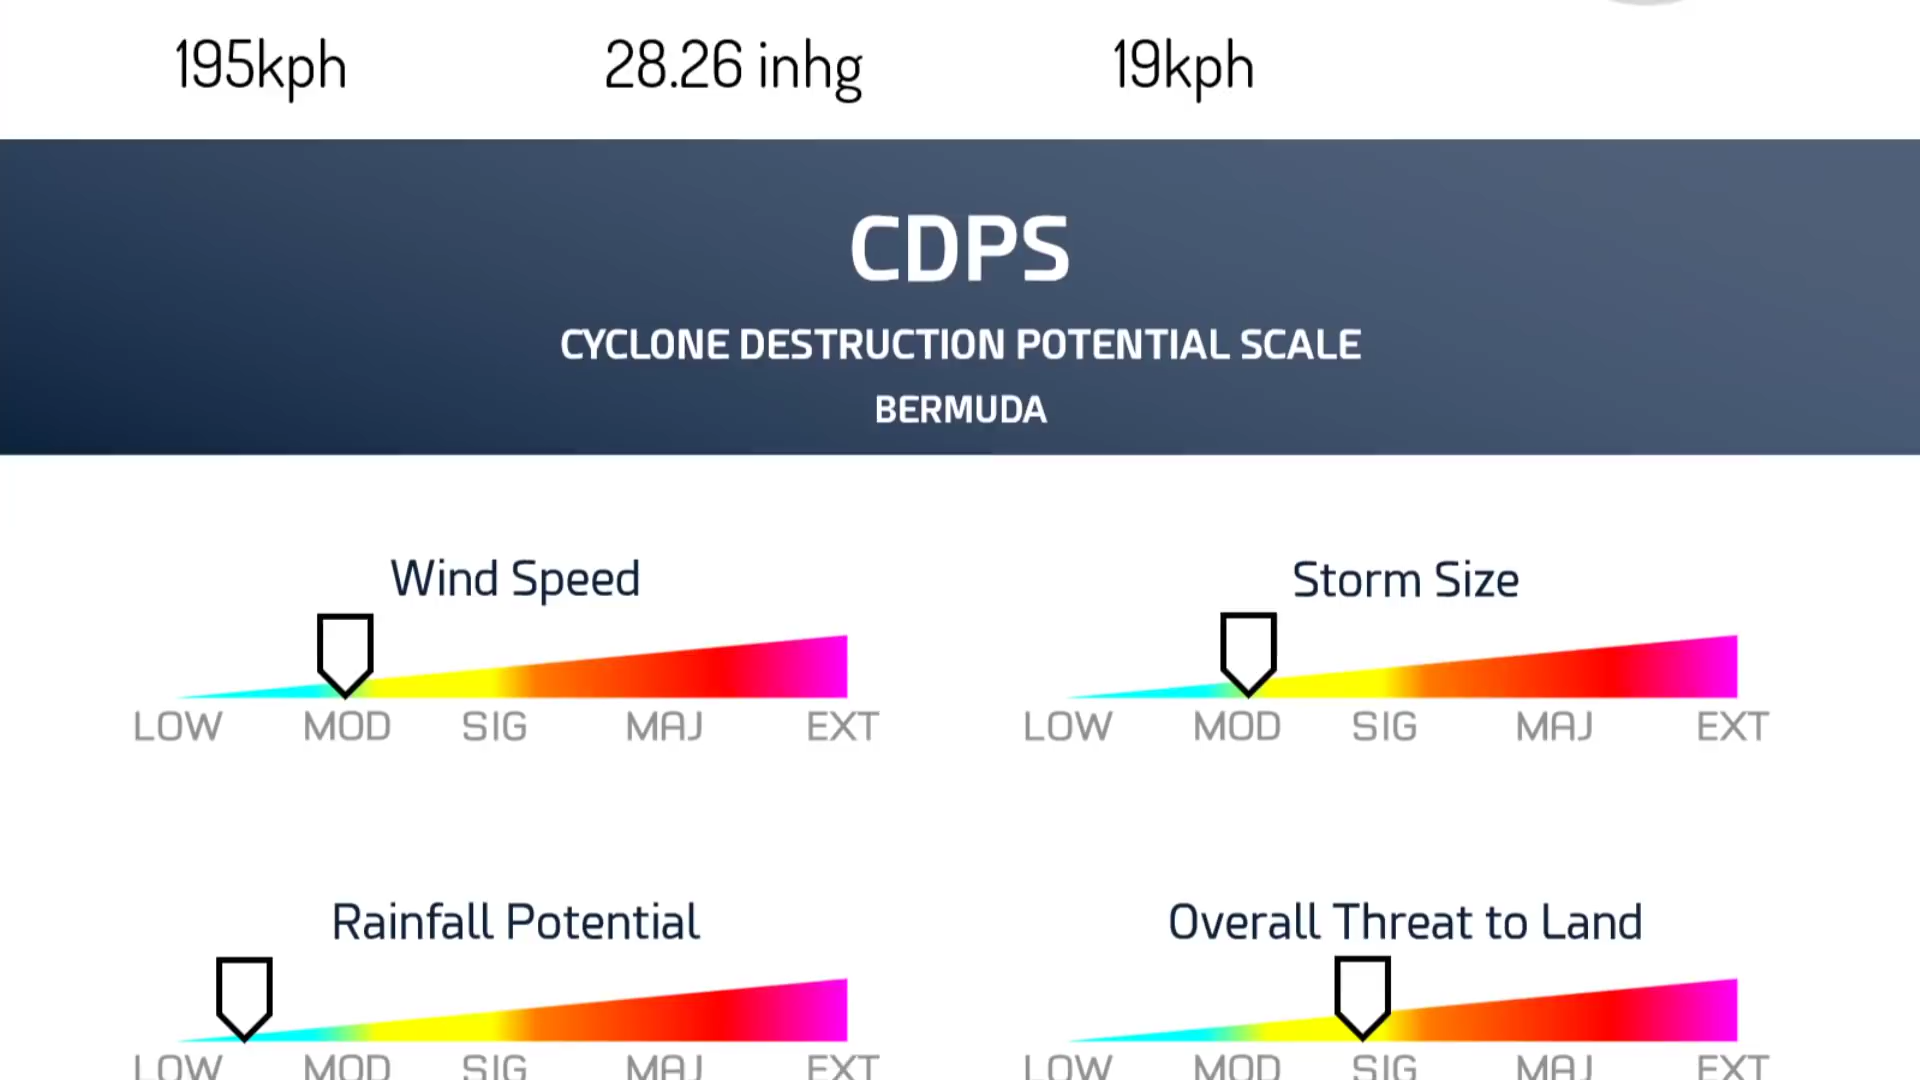 195kph 28.26 inhg 19kph
CDPS
CYCLONE DESTRUCTION POTENTIAL SCALE
BERMUDA
Wind Speed Storm Size
LOW MOD SIG MAJ EXT LOW MOD SIG MAJ EXT
Rainfall Potential Overall Threat to Land
LOW MOD SIG MAJ EXT LOW MOD SIG MAJ EXT